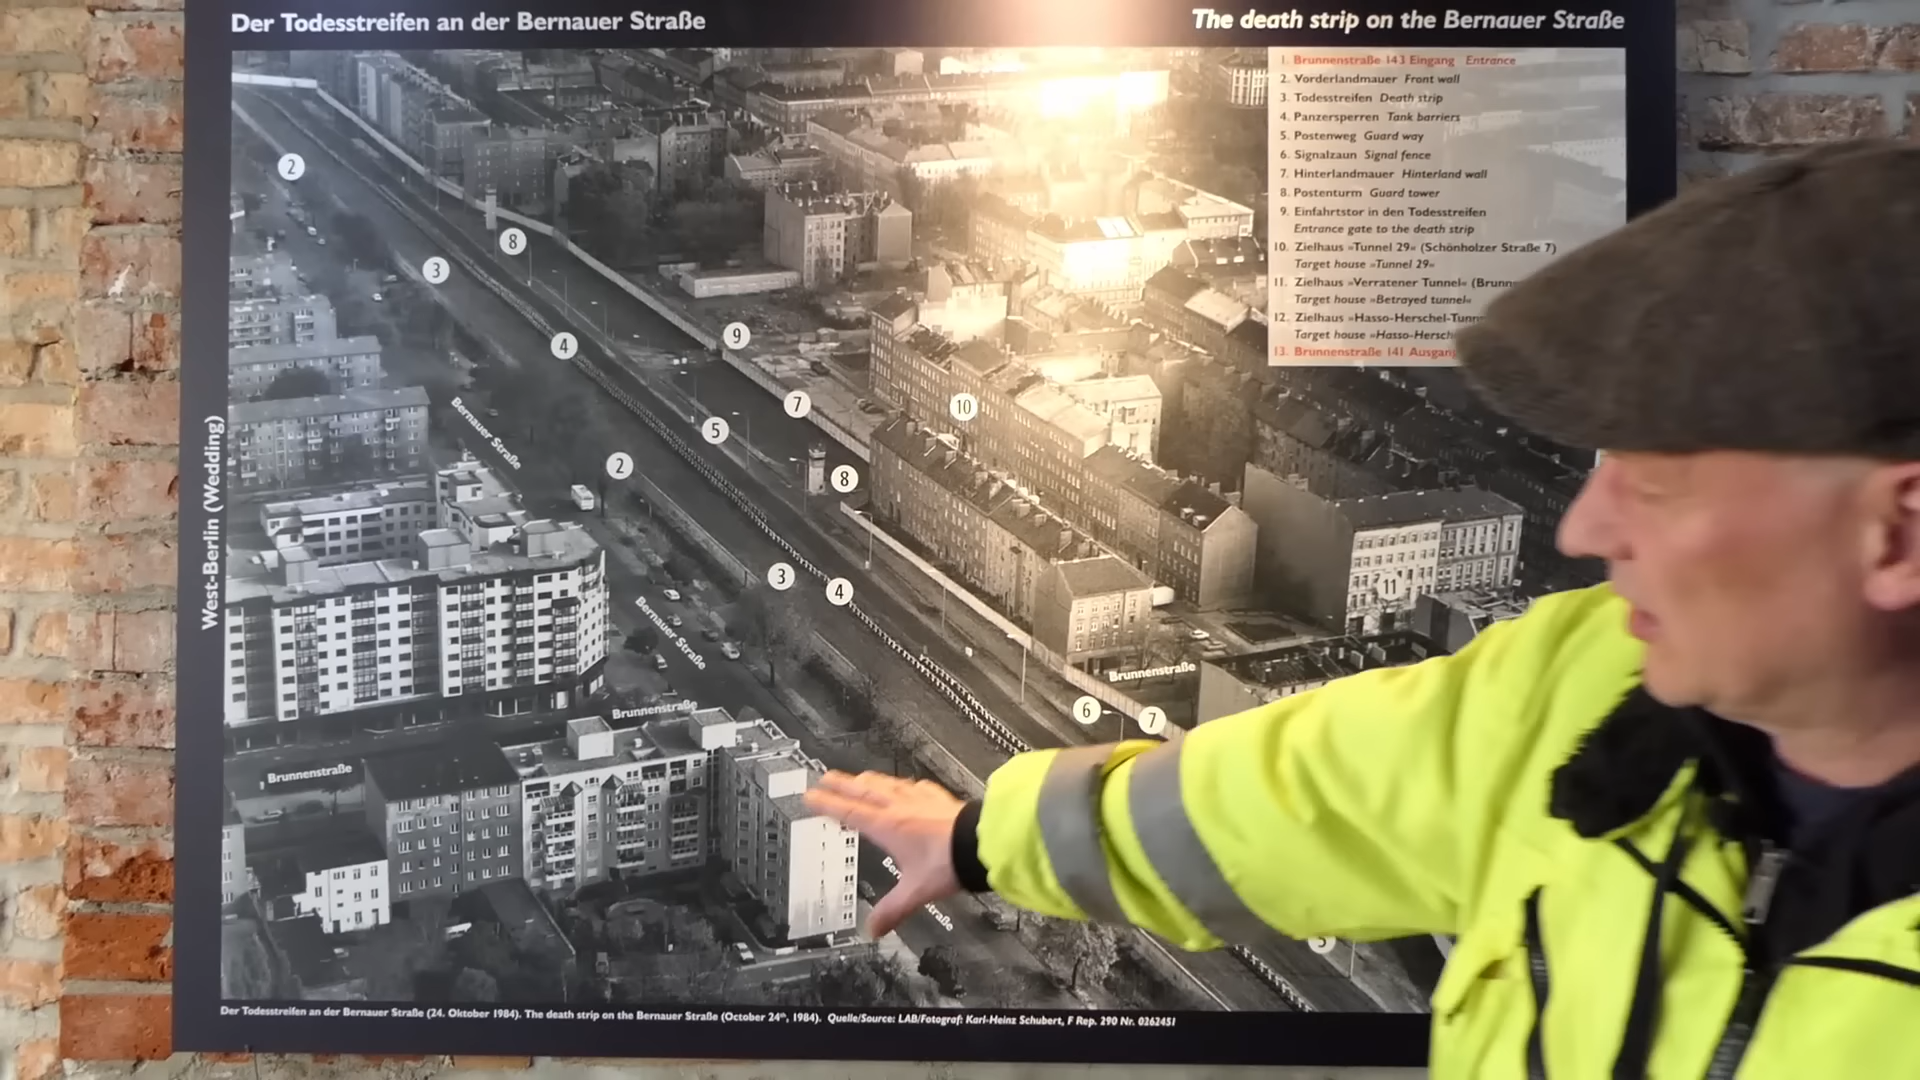 Der Todesstreifen an der Bernauer Straße
The death strip on the Bernauer Straße
1. Brunnenstraße 143 Eingang Entrance
2. Vorderlandmauer Front wall
3. Todesstreifen Death strip
4. Panzersperren Tank barriers
5. Postenweg Guard way
6. Signalzaun Signal fence
7. Hinterlandmauer Hinterland wall
8. Postenturm Guard tower
9. Einfahrtstor in den Todesstreifen
Entrance gate to the death strip
10. Zielhaus »Tunnel 29« (Schönholzer Straße 7)
Target house »Tunnel 29«
11. Zielhaus »Verratener Tunnel« (Brunn
Target house »Betrayed tunnel«
12. Zielhaus »Hasso-Herschel-Tunn
Target house »Hasso-Hersch
13. Brunnenstraße 141 Ausgang
2
8
3
9
4
7
10
5
Bernauer Straße
2
8
West-Berlin (Wedding)
3
4
11
Bernauer Straße
Brunnenstraße
6
7
Brunnenstraße
Brunnenstraße
Ber
straße
5
Der Todesstreifen an der Bernauer Straße (24. Oktober 1984). The death strip on the Bernauer Straße (October 24th, 1984). Quelle/Source: LAB/Fotograf: Karl-Heinz Schubert, F Rep. 290 Nr. 0262451